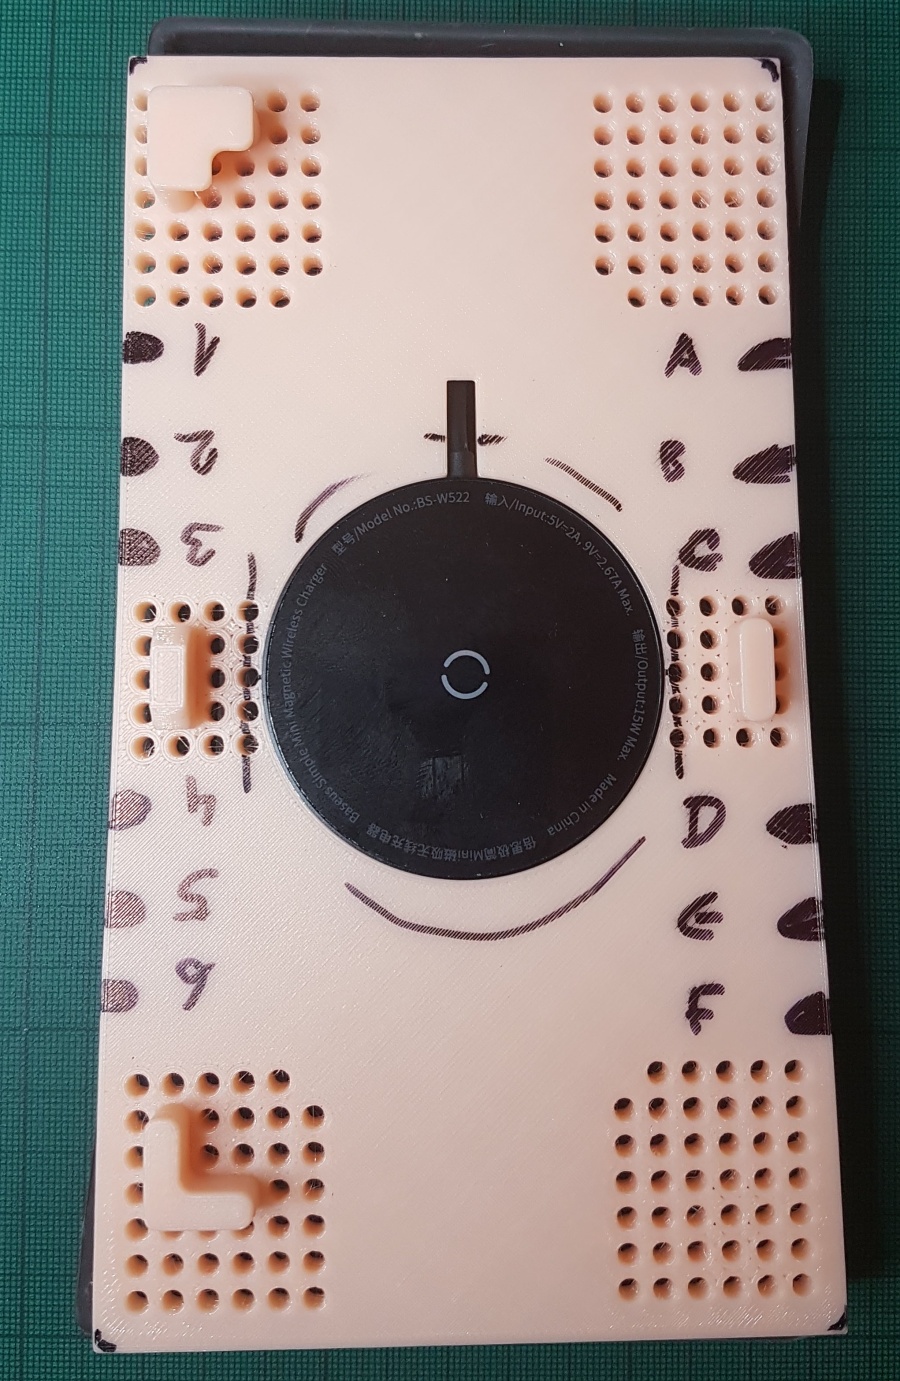 1
A
2
B
3
C
型号/Model No.:BS-W522
输入/Input:5V=2A, 9V=2.67A Max.
输出/Output:15W Max.
Made in China
倍思极简Mini磁吸无线充电器
Baseus Simple Mini Magnetic Wireless Charger
4
D
5
E
6
F